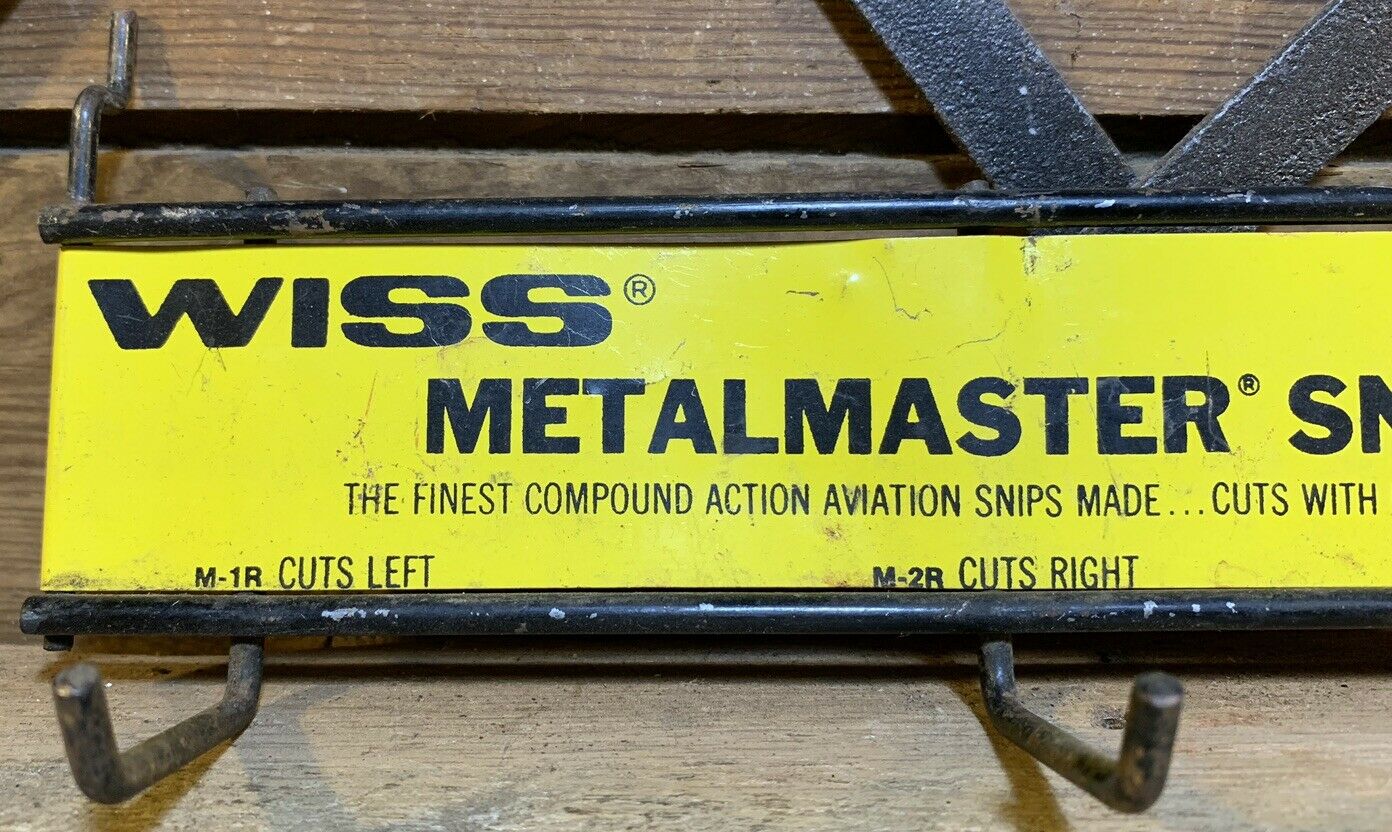 WISS®
METALMASTER® SN
THE FINEST COMPOUND ACTION AVIATION SNIPS MADE...CUTS WITH
M-1R CUTS LEFT M-2R CUTS RIGHT